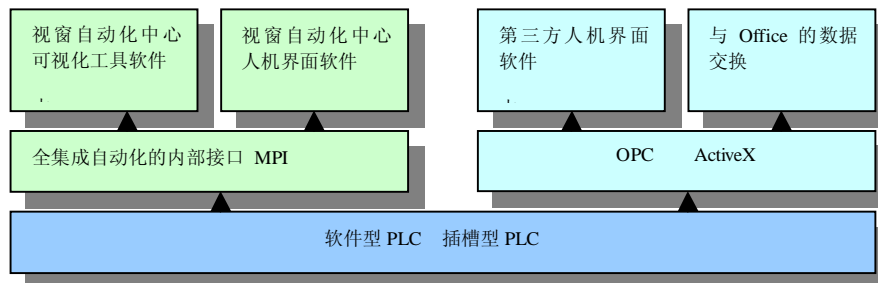 视窗自动化中心
可视化工具软件
视窗自动化中心
人机界面软件
第三方人机界面
软件
与 Office 的数据
交换
全集成自动化的内部接口 MPI
OPC ActiveX
软件型 PLC 插槽型 PLC